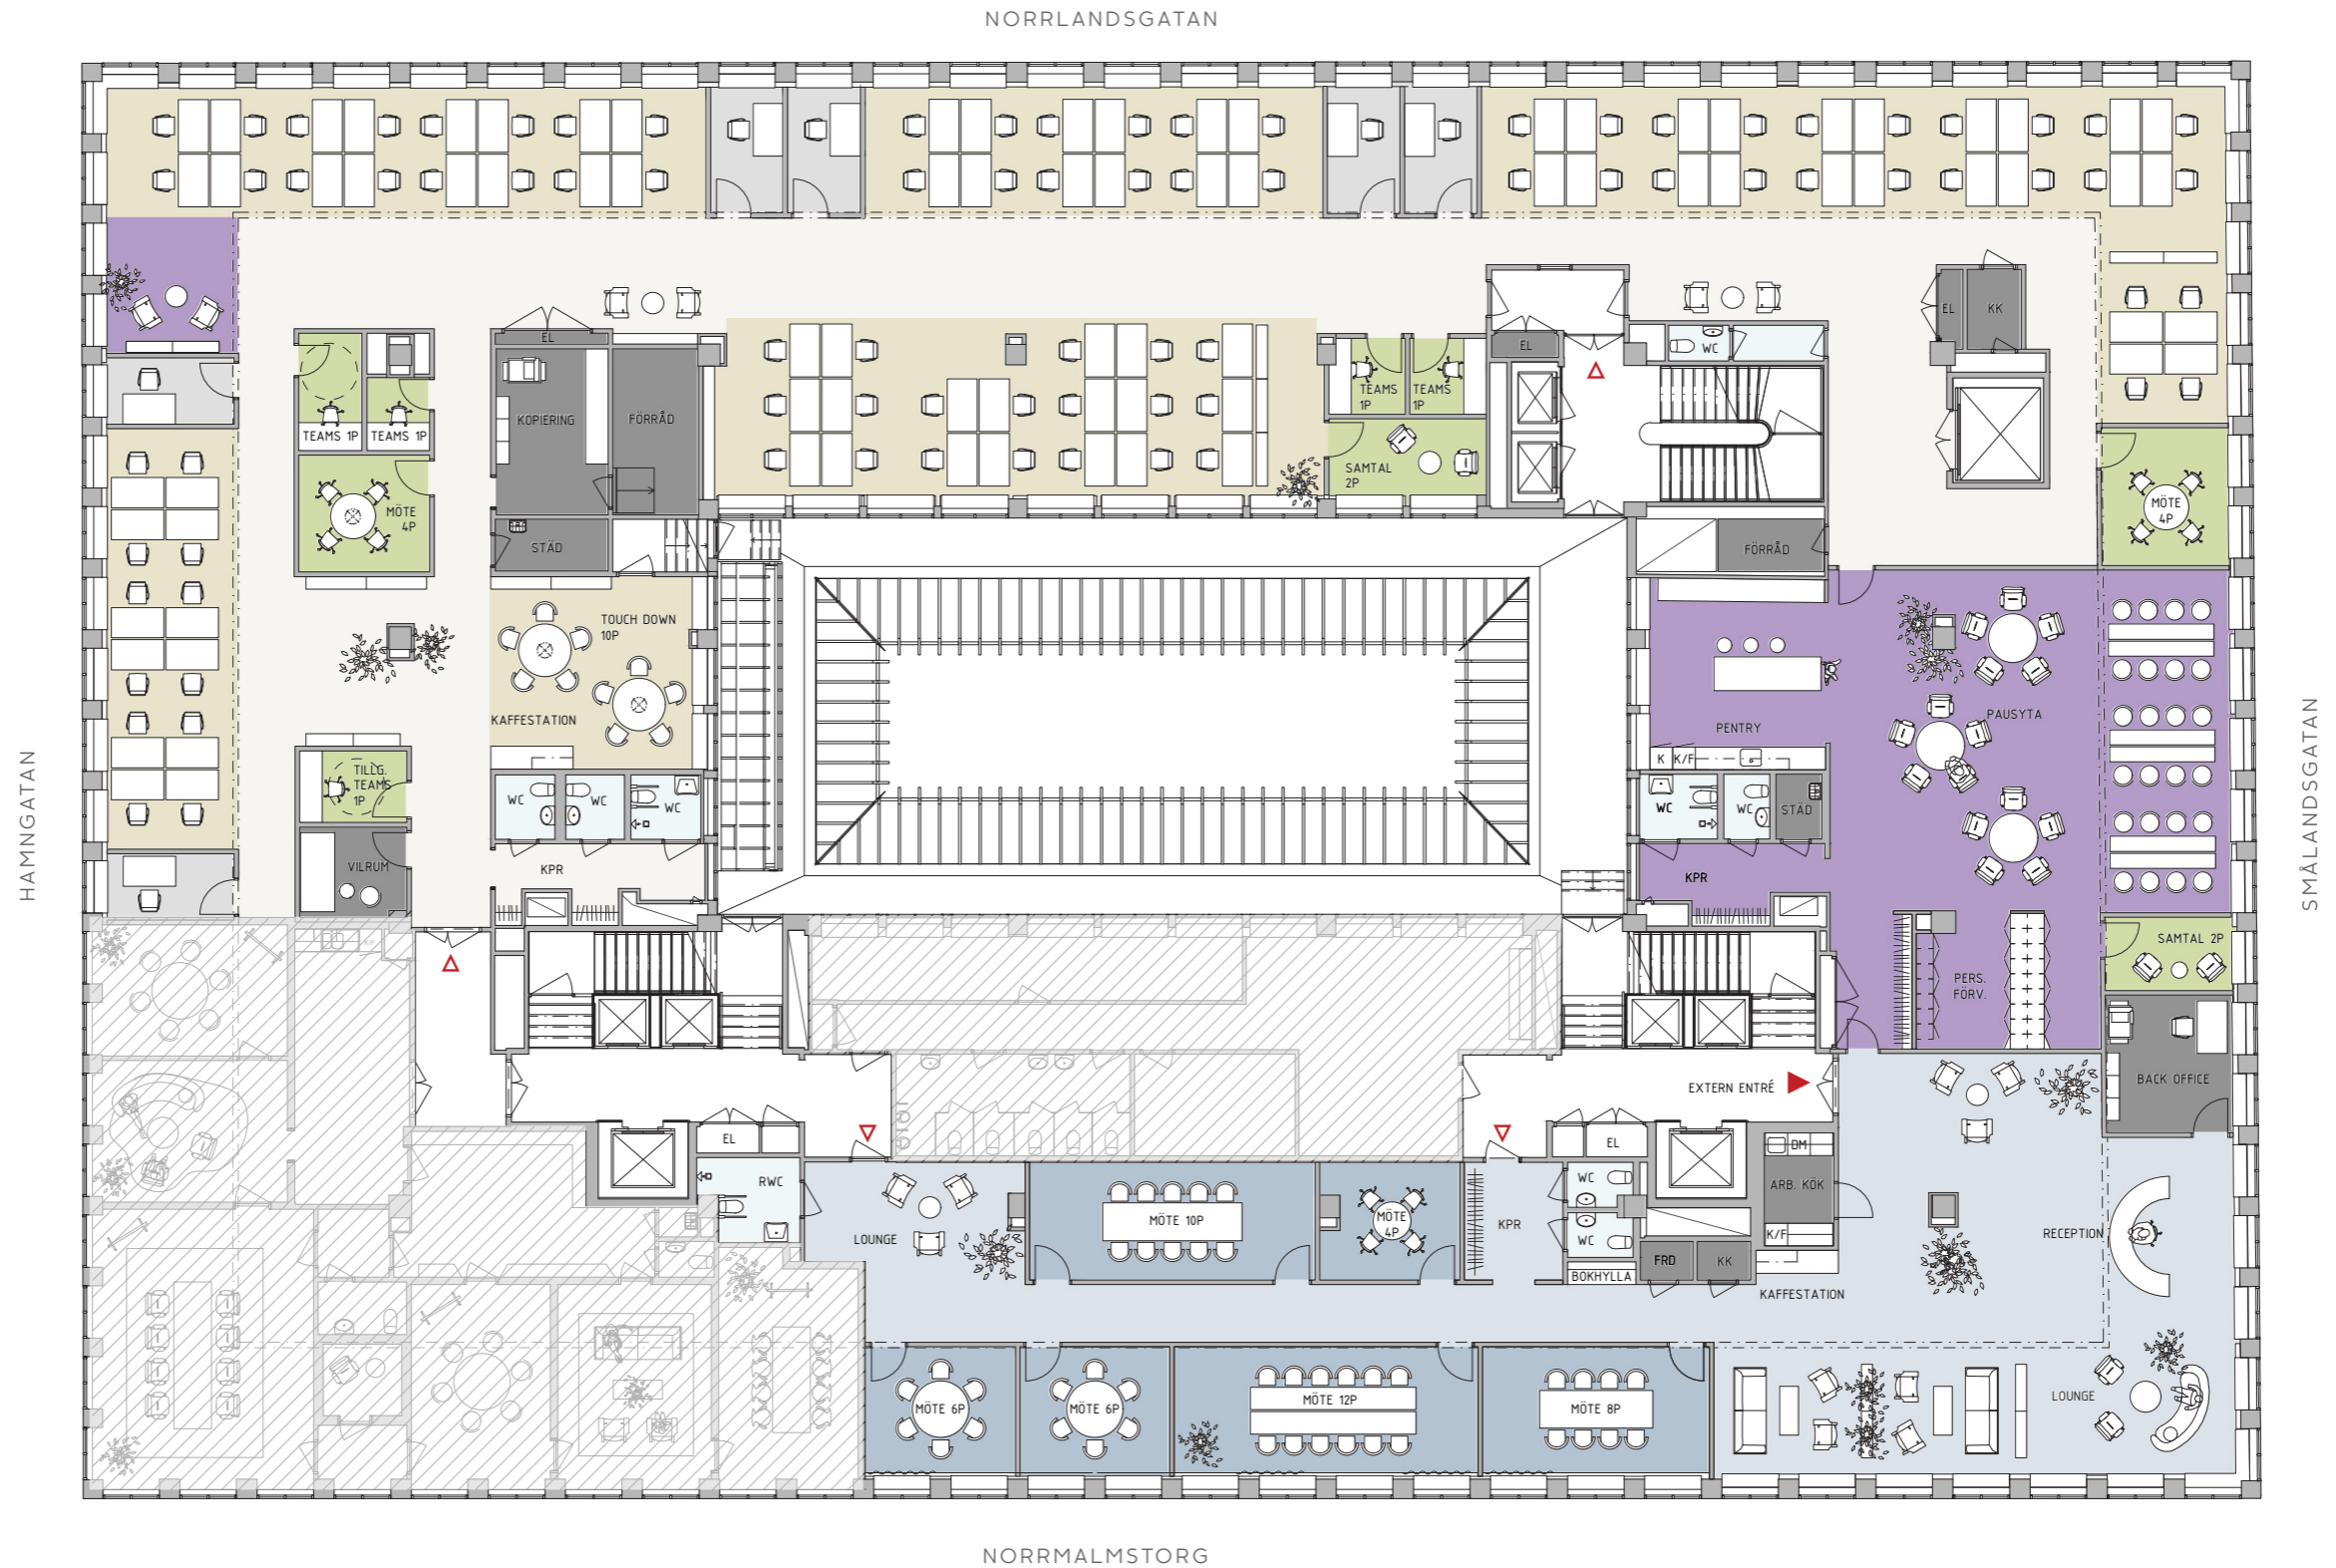 NORRLANDSGATAN
EL
EL
KK
EL
WC
KOPIERING
FÖRRÅD
TEAMS
1P
TEAMS
1P
TEAMS 1P
TEAMS 1P
SAMTAL
2P
MÖTE
4P
MÖTE
4P
STÄD
FÖRRÅD
TOUCH DOWN
10P
KAFFESTATION
PENTRY
PAUSYTA
K
K/F
TILLG.
TEAMS
1P
WC
WC
WC
WC
WC
STÄD
HAMNGATAN
SMÅLANDSGATAN
VILRUM
KPR
KPR
SAMTAL 2P
PERS.
FÖRV.
BACK OFFICE
EXTERN ENTRÉ
EL
EL
DM
RWC
WC
ARB. KÖK
LOUNGE
MÖTE 10P
MÖTE
4P
KPR
WC
K/F
RECEPTION
BOKHYLLA
FRD
KK
KAFFESTATION
MÖTE 6P
MÖTE 6P
MÖTE 12P
MÖTE 8P
LOUNGE
NORRMALMSTORG